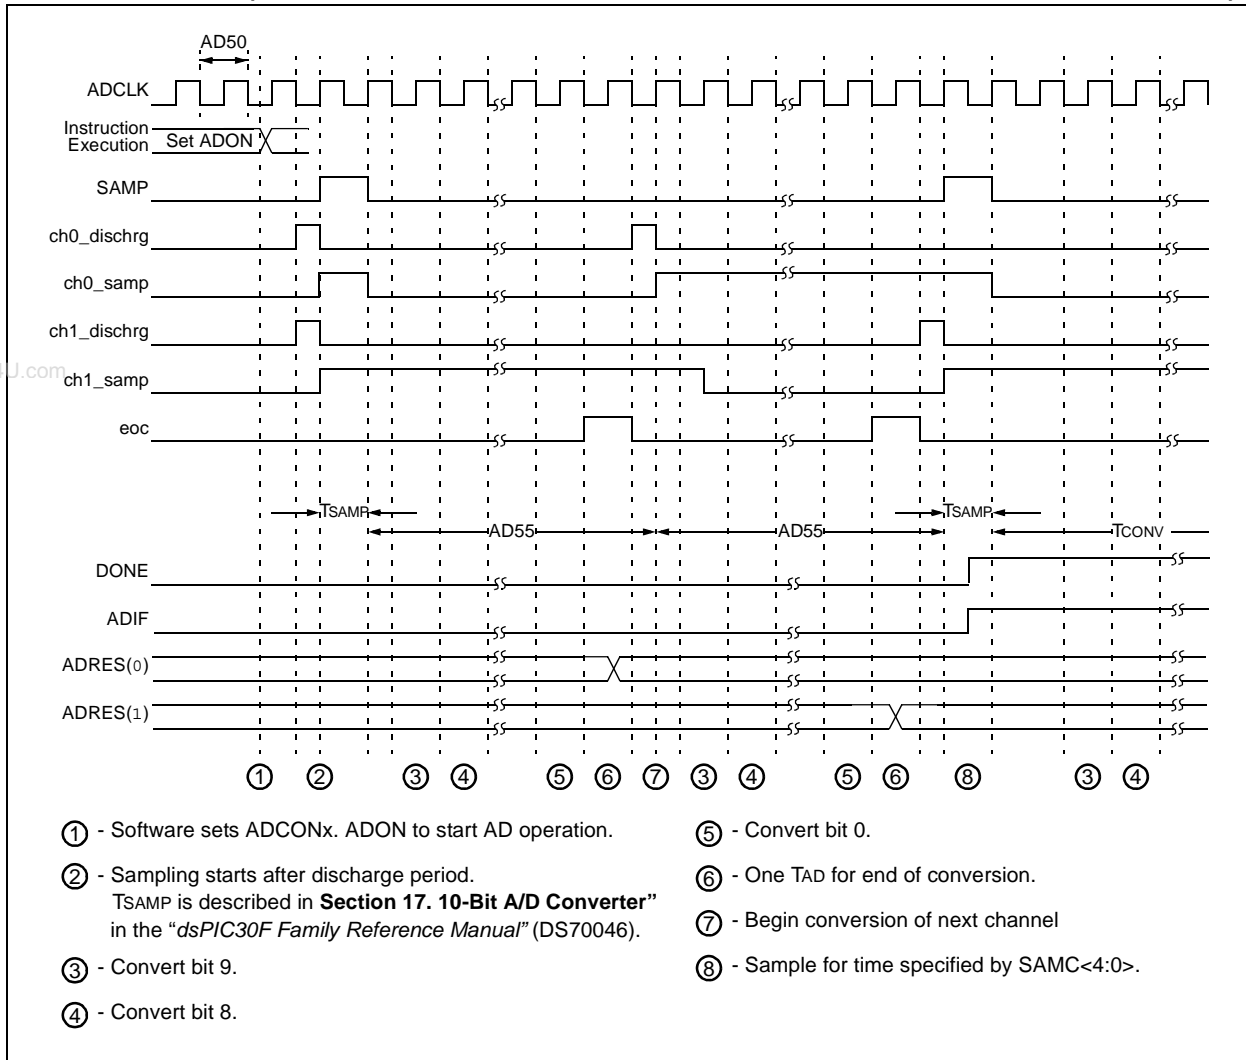 AD50
ADCLK
Instruction
Execution
Set ADON
SAMP
ch0_dischrg
ch0_samp
ch1_dischrg
U.com
ch1_samp
eoc
TSAMP
TSAMP
AD55
AD55
TCONV
DONE
ADIF
ADRES(0)
ADRES(1)
1 2 3 4 5 6 7 3 4 5 6 8 3 4
1 - Software sets ADCONx. ADON to start AD operation.
2 - Sampling starts after discharge period.
TSAMP is described in Section 17. 10-Bit A/D Converter”
in the “dsPIC30F Family Reference Manual” (DS70046).
3 - Convert bit 9.
4 - Convert bit 8.
5 - Convert bit 0.
6 - One TAD for end of conversion.
7 - Begin conversion of next channel
8 - Sample for time specified by SAMC<4:0>.